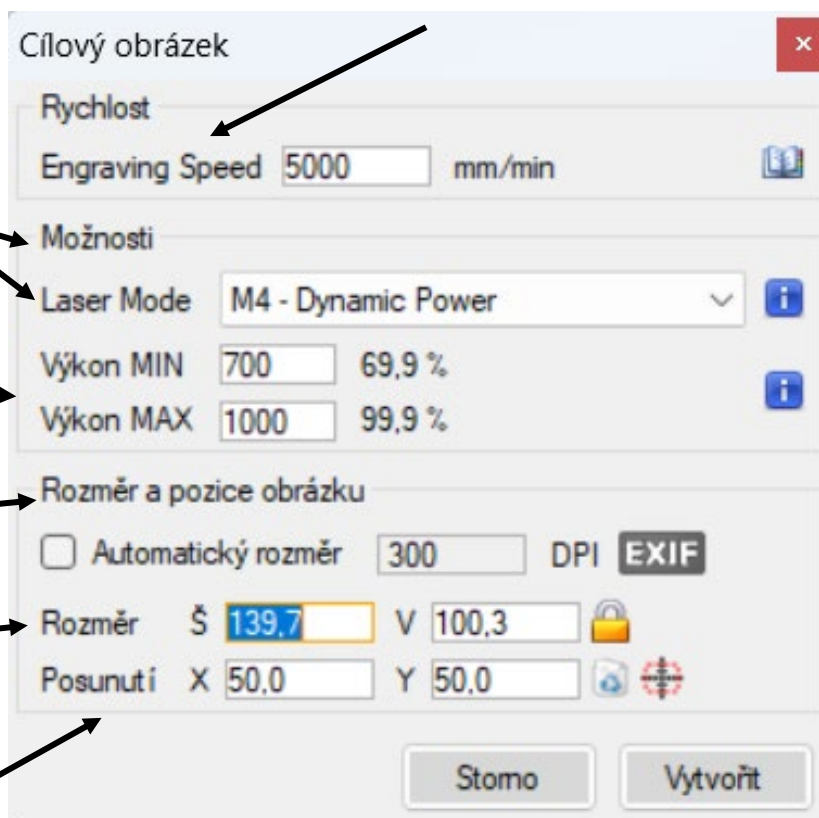 Cílový obrázek
Rychlost
Engraving Speed 5000 mm/min
Možnosti
Laser Mode M4 - Dynamic Power
Výkon MIN 700 69,9 %
Výkon MAX 1000 99,9 %
Rozměr a pozice obrázku
Automatický rozměr 300 DPI EXIF
Rozměr Š 139,7 V 100,3
Posunutí X 50,0 Y 50,0
Storno Vytvořit